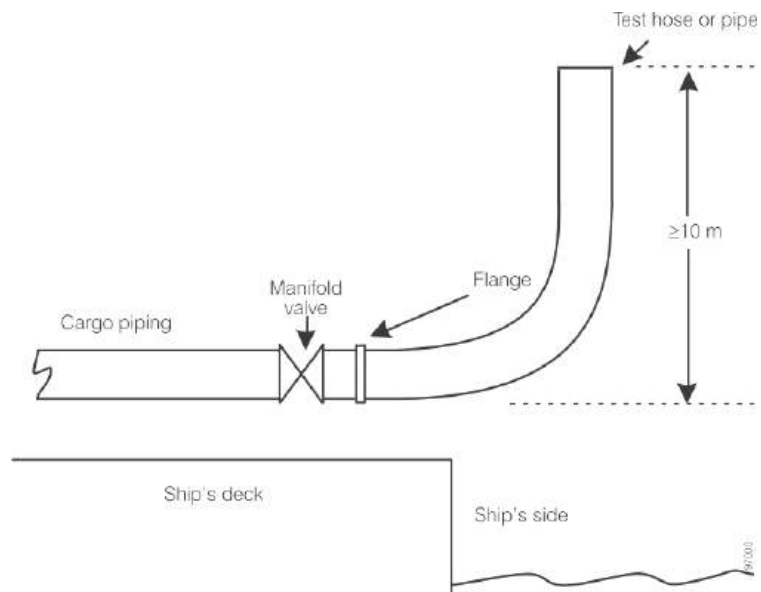 Test hose or pipe
≥10 m
Manifold
valve
Flange
Cargo piping
Ship's deck
Ship's side